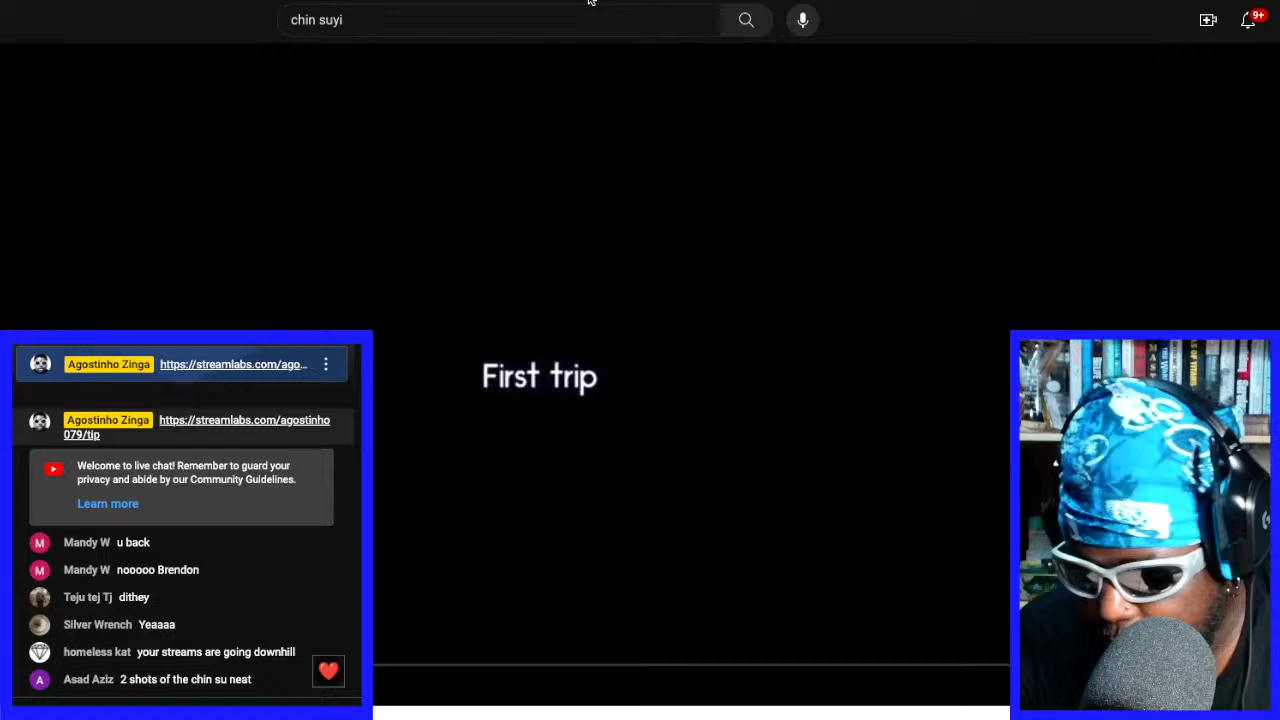 chin suyi
9+
First trip
Agostinho Zinga https://streamlabs.com/ago...
Agostinho Zinga https://streamlabs.com/agostinho
079/tip
Welcome to live chat! Remember to guard your
privacy and abide by our Community Guidelines.
Learn more
M Mandy W u back
M Mandy W nooooo Brendon
Teju tej Tj dithey
Silver Wrench Yeaaaa
homeless kat your streams are going downhill
A Asad Aziz 2 shots of the chin su neat